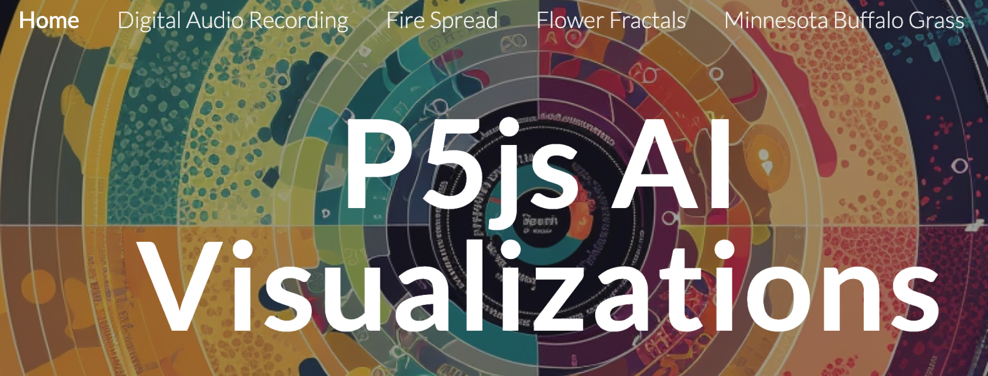 Home Digital Audio Recording Fire Spread Flower Fractals Minnesota Buffalo Grass
P5js AI
Visualizations